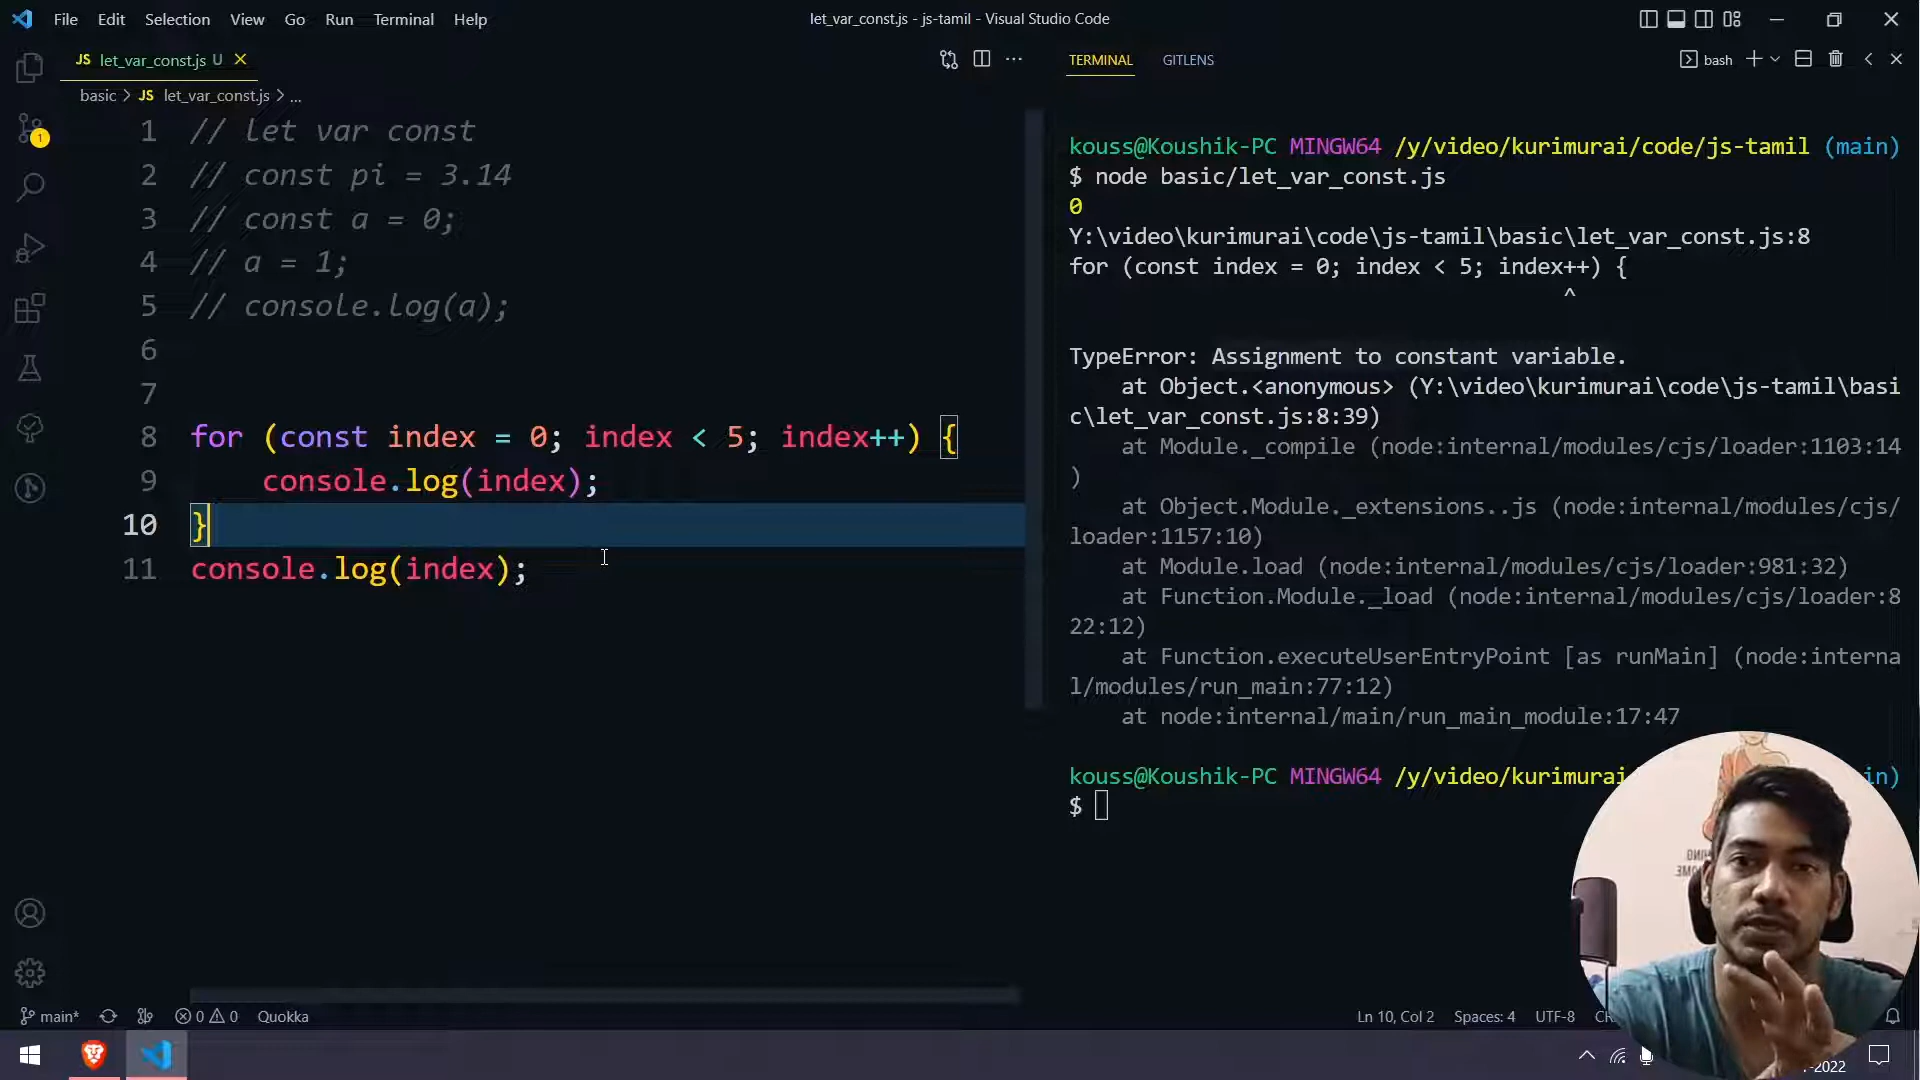 File Edit Selection View Go Run Terminal Help
let_var_const.js - js-tamil - Visual Studio Code
JS let_var_const.js U
basic > JS let_var_const.js > ...
1 // let var const
2 // const pi = 3.14
3 // const a = 0;
4 // a = 1;
5 // console.log(a);
6
7
8 for (const index = 0; index < 5; index++) {
9 console.log(index);
10 }
11 console.log(index);
TERMINAL GITLENS
bash
kouss@Koushik-PC MINGW64 /y/video/kurimurai/code/js-tamil (main)
$ node basic/let_var_const.js
0
Y:\video\kurimurai\code\js-tamil\basic\let_var_const.js:8
for (const index = 0; index < 5; index++) {
^
TypeError: Assignment to constant variable.
at Object.<anonymous> (Y:\video\kurimurai\code\js-tamil\basi
c\let_var_const.js:8:39)
at Module._compile (node:internal/modules/cjs/loader:1103:14
)
at Object.Module._extensions..js (node:internal/modules/cjs/
loader:1157:10)
at Module.load (node:internal/modules/cjs/loader:981:32)
at Function.Module._load (node:internal/modules/cjs/loader:8
22:12)
at Function.executeUserEntryPoint [as runMain] (node:interna
l/modules/run_main:77:12)
at node:internal/main/run_main_module:17:47
kouss@Koushik-PC MINGW64 /y/video/kurimurai in)
$
1
main* 0 0 Quokka
Ln 10, Col 2 Spaces: 4 UTF-8
-2022